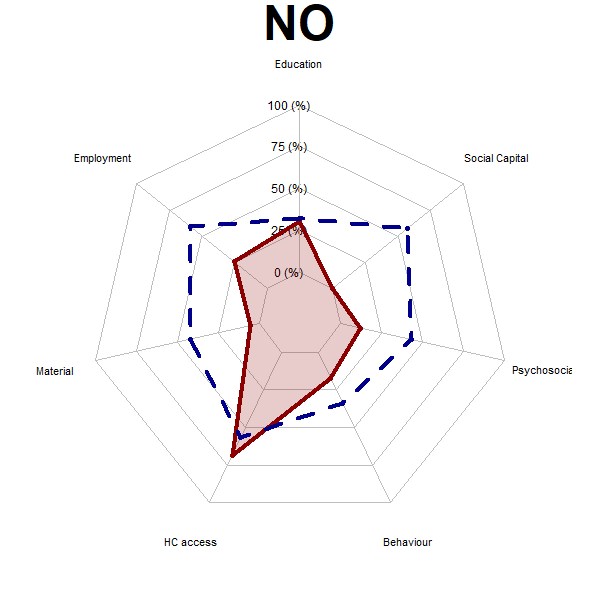 NO
Education
100 (%)
Employment
Social Capital
75 (%)
50 (%)
25 (%)
0 (%)
Material
Psychosocia
HC access
Behaviour